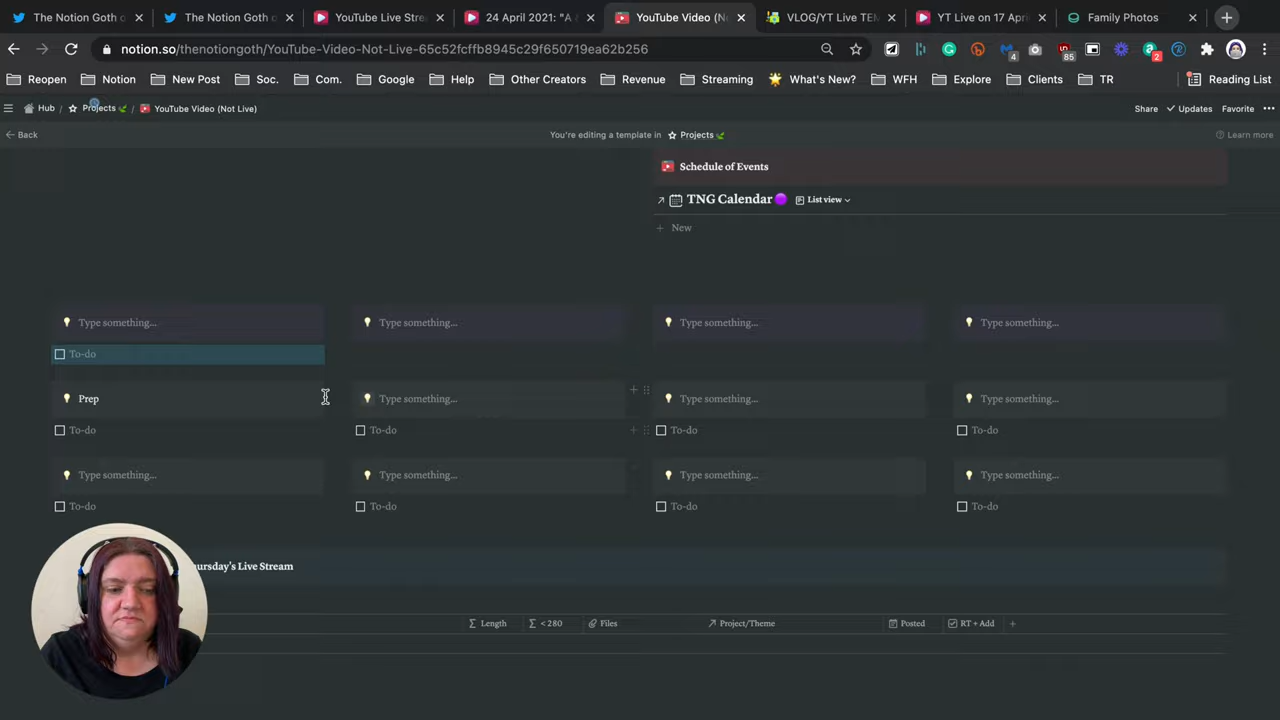 The Notion Goth o
The Notion Goth o
YouTube Live Stre
24 April 2021: "A
YouTube Video (N
VLOG/YT Live TEM
YT Live on 17 Apri
Family Photos
notion.so/thenotiongoth/YouTube-Video-Not-Live-65c52fcffb8945c29f650719ea62b256
4
85
2
Reopen
Notion
New Post
Soc.
Com.
Google
Help
Other Creators
Revenue
Streaming
What's New?
WFH
Explore
Clients
TR
Reading List
Hub / Projects / YouTube Video (Not Live)
Share
Updates
Favorite
Back
You're editing a template in Projects
Learn more
Schedule of Events
TNG Calendar
List view
+ New
Type something...
Type something...
Type something...
Type something...
To-do
Prep
Type something...
Type something...
Type something...
To-do
To-do
To-do
To-do
Type something...
Type something...
Type something...
Type something...
To-do
To-do
To-do
To-do
ursday's Live Stream
Σ Length
Σ < 280
Files
Project/Theme
Posted
RT + Add